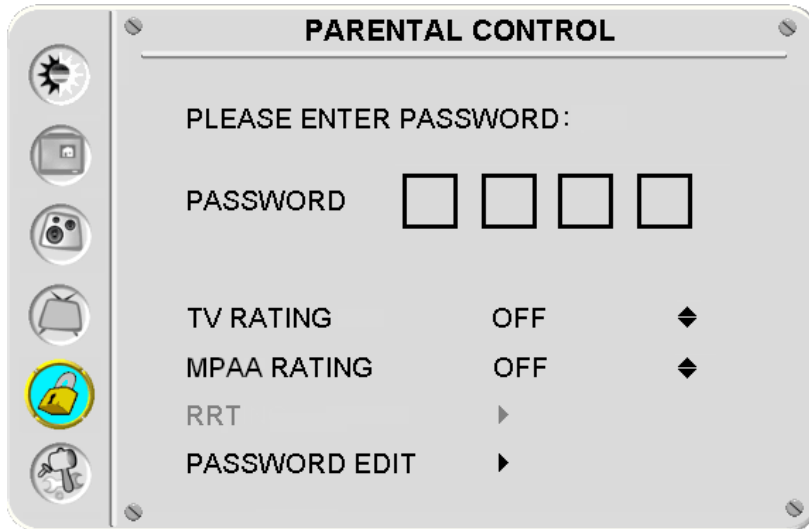 PARENTAL CONTROL
PLEASE ENTER PASSWORD:
PASSWORD
TV RATING OFF
MPAA RATING OFF
RRT
PASSWORD EDIT